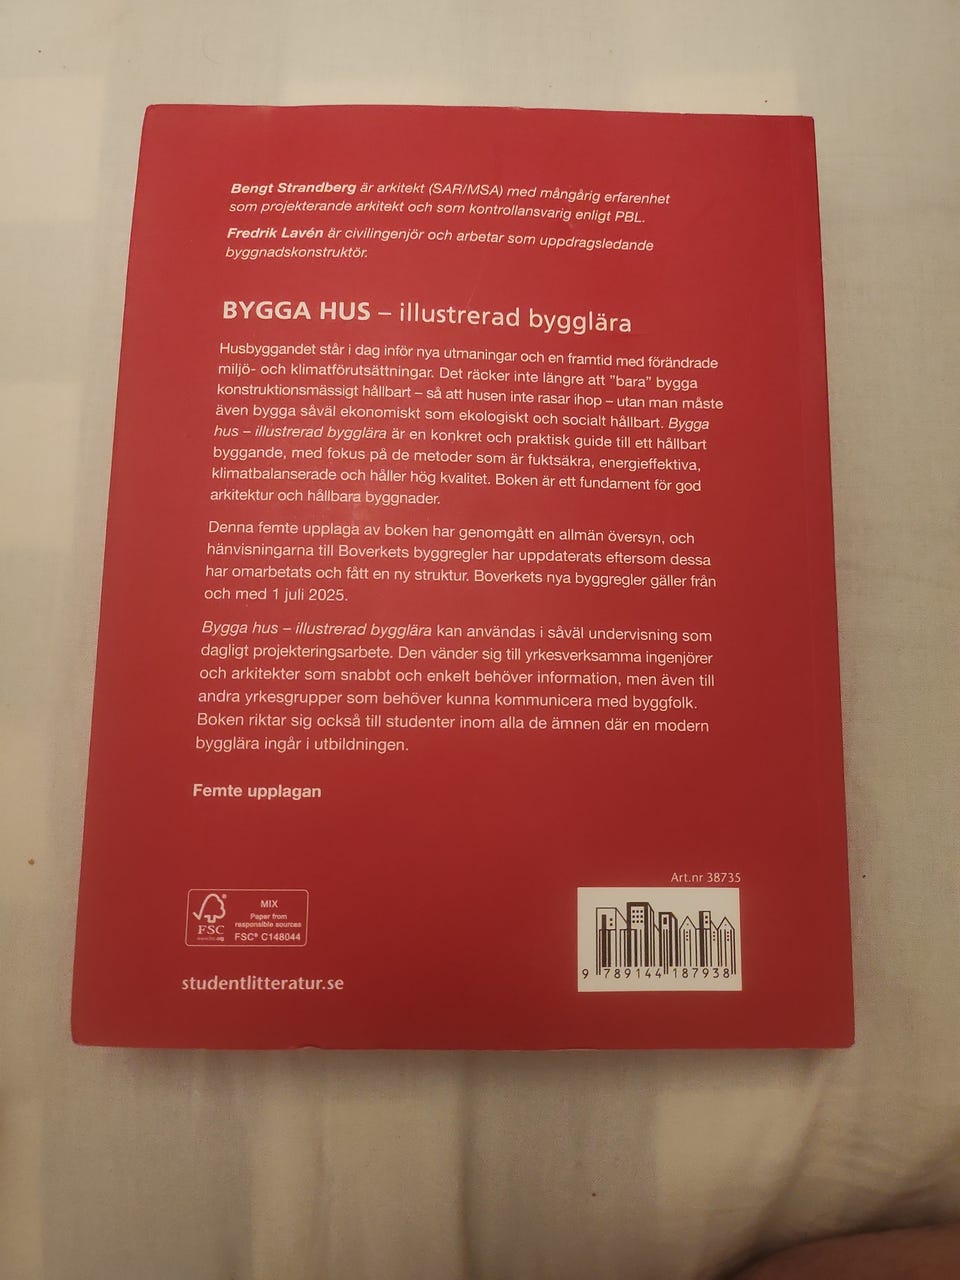 Bengt Strandberg är arkitekt (SAR/MSA) med mångårig erfarenhet
som projekterande arkitekt och som kontrollansvarig enligt PBL.
Fredrik Lavén är civilingenjör och arbetar som uppdragsledande
byggnadskonstruktör.
BYGGA HUS – illustrerad bygglära
Husbyggandet står i dag inför nya utmaningar och en framtid med förändrade
miljö- och klimatförutsättningar. Det räcker inte längre att ”bara” bygga
konstruktionsmässigt hållbart – så att husen inte rasar ihop – utan man måste
även bygga såväl ekonomiskt som ekologiskt och socialt hållbart. Bygga
hus – illustrerad bygglära är en konkret och praktisk guide till ett hållbart
byggande, med fokus på de metoder som är fuktsäkra, energieffektiva,
klimatbalanserade och håller hög kvalitet. Boken är ett fundament för god
arkitektur och hållbara byggnader.
Denna femte upplaga av boken har genomgått en allmän översyn, och
hänvisningarna till Boverkets byggregler har uppdaterats eftersom dessa
har omarbetats och fått en ny struktur. Boverkets nya byggregler gäller från
och med 1 juli 2025.
Bygga hus – illustrerad bygglära kan användas i såväl undervisning som
dagligt projekteringsarbete. Den vänder sig till yrkesverksamma ingenjörer
och arkitekter som snabbt och enkelt behöver information, men även till
andra yrkesgrupper som behöver kunna kommunicera med byggfolk.
Boken riktar sig också till studenter inom alla de ämnen där en modern
bygglära ingår i utbildningen.
Femte upplagan
FSC
www.fsc.org
MIX
Paper from
responsible sources
FSC® C148044
studentlitteratur.se
Art.nr 38735
9 789144 187938